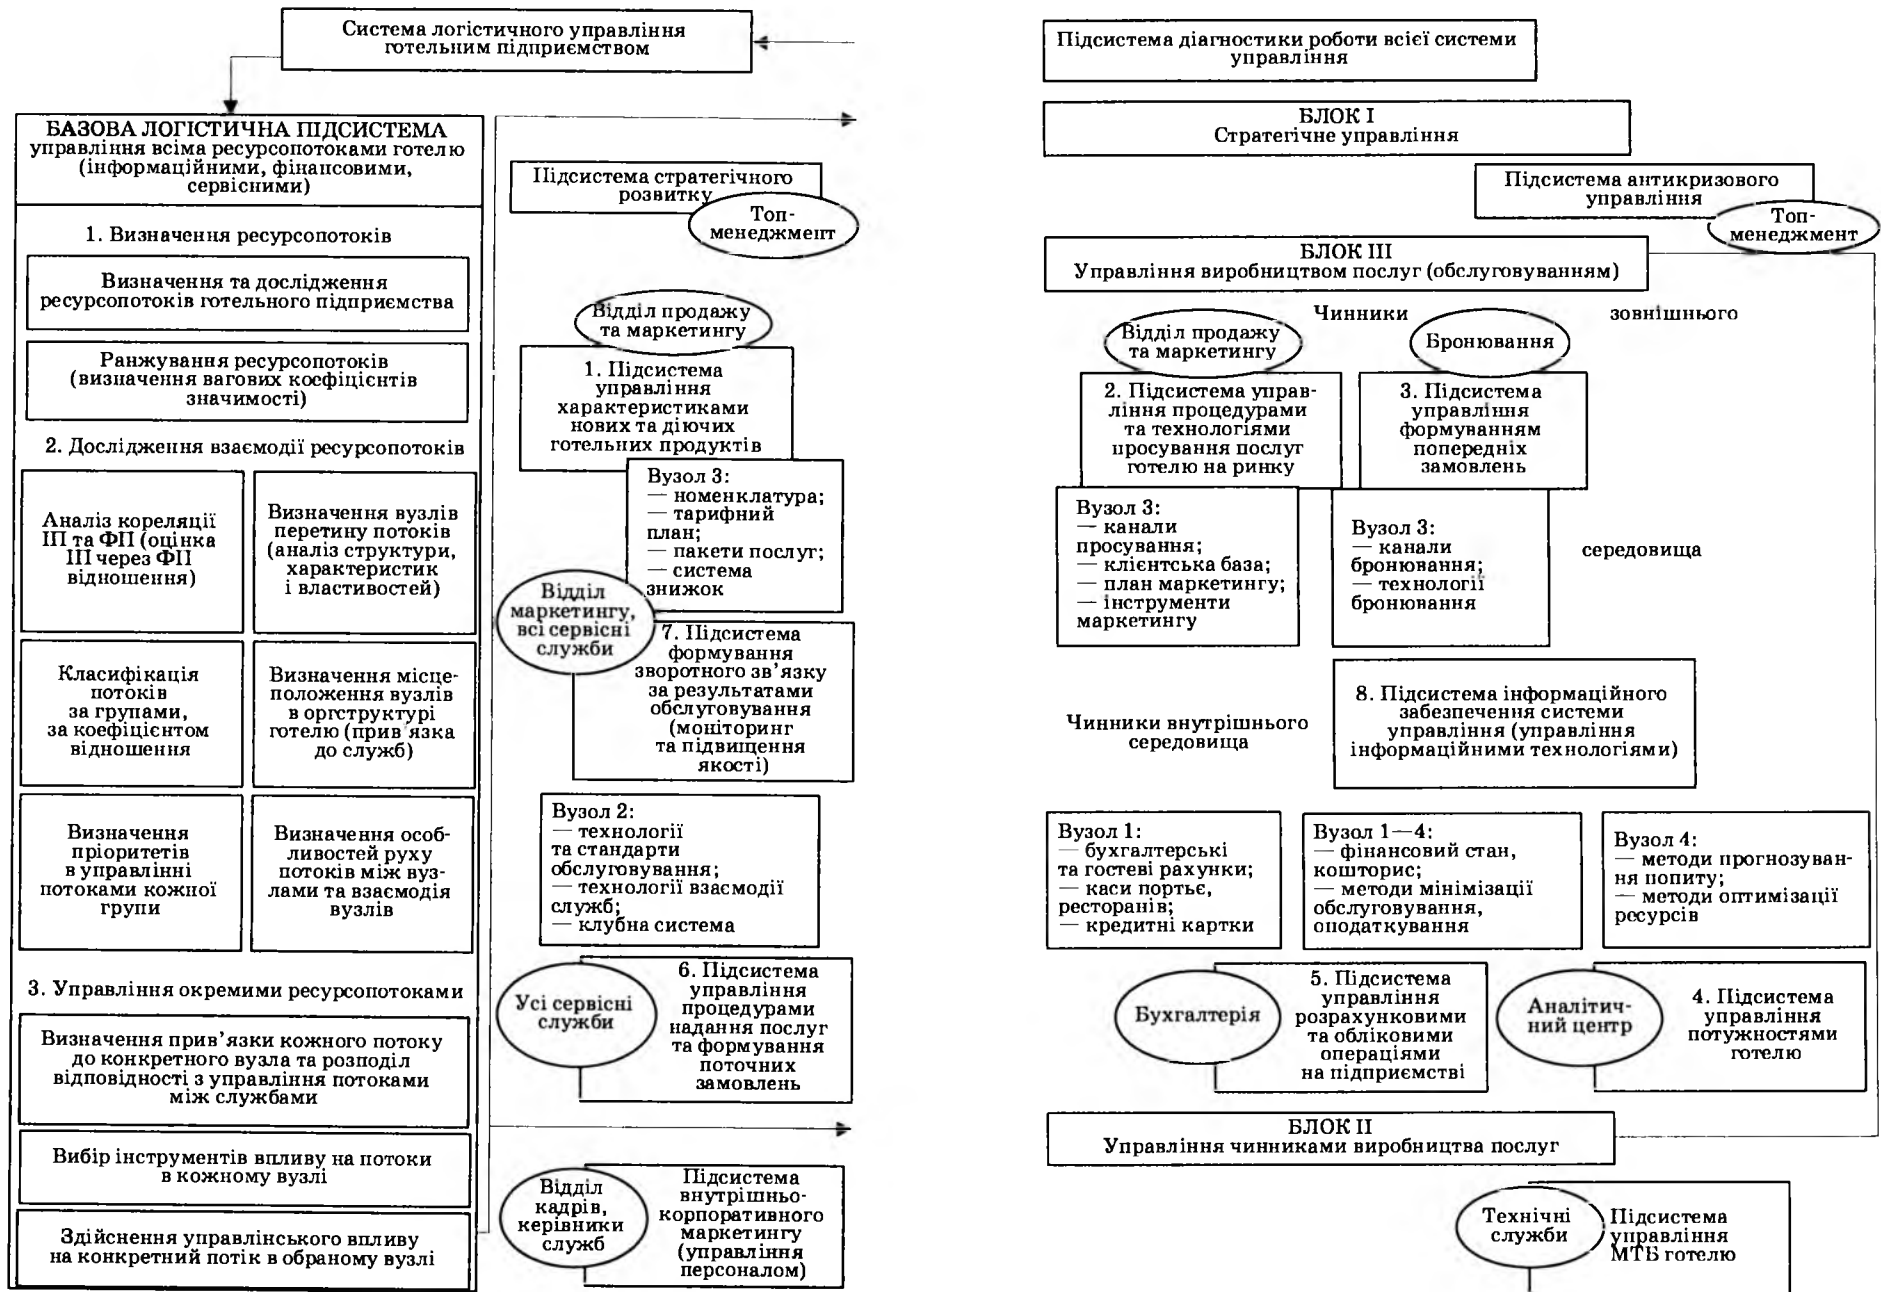 Система логістичного управління
готельним підприємством
БАЗОВА ЛОГІСТИЧНА ПІДСИСТЕМА
управління всіма ресурсопотоками готелю
(інформаційними, фінансовими,
сервісними)
1. Визначення ресурсопотоків
Визначення та дослідження
ресурсопотоків готельного підприємства
Ранжування ресурсопотоків
(визначення вагових коефіцієнтів
значимості)
2. Дослідження взаємодії ресурсопотоків
Аналіз кореляції
ІП та ФП (оцінка
ІП через ФП
відношення)
Визначення вузлів
перетину потоків
(аналіз структури,
характеристик
і властивостей)
Класифікація
потоків
за групами,
за коефіцієнтом
відношення
Визначення місце-
положення вузлів
в оргструктурі
готелю (прив'язка
до служб)
Визначення
пріоритетів
в управлінні
потоками кожної
групи
Визначення особ-
ливостей руху
потоків між вуз-
лами та взаємодія
вузлів
3. Управління окремими ресурсопотоками
Визначення прив'язки кожного потоку
до конкретного вузла та розподіл
відповідності з управління потоками
між службами
Вибір інструментів впливу на потоки
в кожному вузлі
Здійснення управлінського впливу
на конкретний потік в обраному вузлі
Підсистема стратегічного
розвитку
Топ-
менеджмент
Відділ продажу
та маркетингу
1. Підсистема
управління
характеристиками
нових та діючих
готельних продуктів
Вузол 3:
— номенклатура;
— тарифний
план;
— пакети послуг;
— система
знижок
Відділ
маркетингу,
всі сервісні
служби
7. Підсистема
формування
зворотного зв'язку
за результатами
обслуговування
(моніторинг
та підвищення
якості)
Вузол 2:
— технології
та стандарти
обслуговування;
— технології взаємодії
служб;
— клубна система
Усі сервісні
служби
6. Підсистема
управління
процедурами
надання послуг
та формування
поточних
замовлень
Відділ
кадрів,
керівники
служб
Підсистема
внутрішньо-
корпоративного
маркетингу
(управління
персоналом)
Підсистема діагностики роботи всієї системи
управління
БЛОК І
Стратегічне управління
Підсистема антикризового
управління
Топ-
менеджмент
БЛОК ІІІ
Управління виробництвом послуг (обслуговуванням)
Чинники зовнішнього
Відділ продажу
та маркетингу
Бронювання
2. Підсистема управ-
ління процедурами
та технологіями
просування послуг
готелю на ринку
3. Підсистема
управління
формуванням
попередніх
замовлень
Вузол 3:
— канали
просування;
— клієнтська база;
— план маркетингу;
— інструменти
маркетингу
Вузол 3:
— канали
бронювання;
— технології
бронювання
середовища
Чинники внутрішнього
середовища
8. Підсистема інформаційного
забезпечення системи
управління (управління
інформаційними технологіями)
Вузол 1:
— бухгалтерські
та гостеві рахунки;
— каси портьє,
ресторанів;
— кредитні картки
Вузол 1—4:
— фінансовий стан,
кошторис;
— методи мінімізації
обслуговування,
оподаткування
Вузол 4:
— методи прогнозуван-
ня попиту;
— методи оптимізації
ресурсів
Бухгалтерія
5. Підсистема
управління
розрахунковими
та обліковими
операціями
на підприємстві
Аналітич-
ний центр
4. Підсистема
управління
потужностями
готелю
БЛОК ІІ
Управління чинниками виробництва послуг
Технічні
служби
Підсистема
управління
МТБ готелю